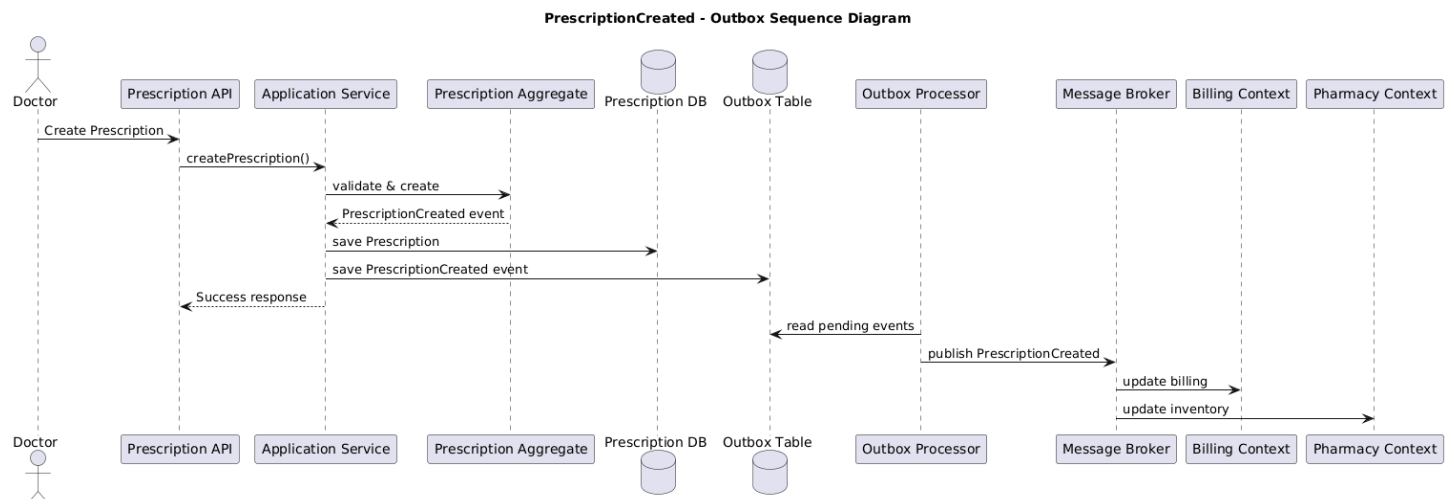 PrescriptionCreated - Outbox Sequence Diagram
Doctor
Prescription API
Application Service
Prescription Aggregate
Prescription DB
Outbox Table
Outbox Processor
Message Broker
Billing Context
Pharmacy Context
Create Prescription
createPrescription()
validate & create
PrescriptionCreated event
save Prescription
save PrescriptionCreated event
Success response
read pending events
publish PrescriptionCreated
update billing
update inventory
Doctor
Prescription API
Application Service
Prescription Aggregate
Prescription DB
Outbox Table
Outbox Processor
Message Broker
Billing Context
Pharmacy Context